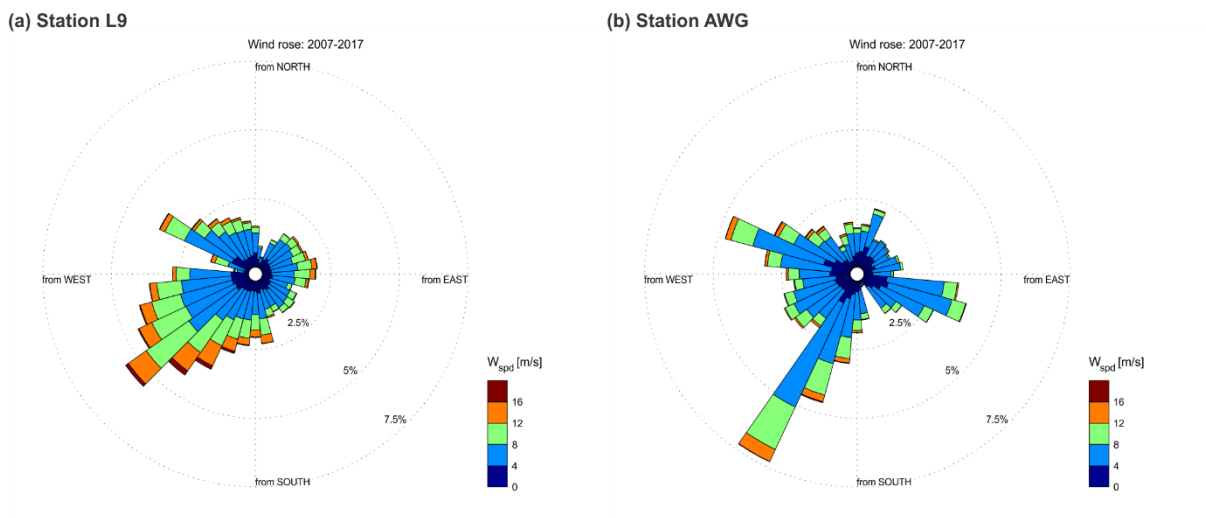 (a) Station L9
Wind rose: 2007-2017
from NORTH
from WEST
from EAST
2.5%
5%
7.5%
from SOUTH
W_spd [m/s]
16
12
8
4
0
(b) Station AWG
Wind rose: 2007-2017
from NORTH
from WEST
from EAST
2.5%
5%
7.5%
from SOUTH
W_spd [m/s]
16
12
8
4
0